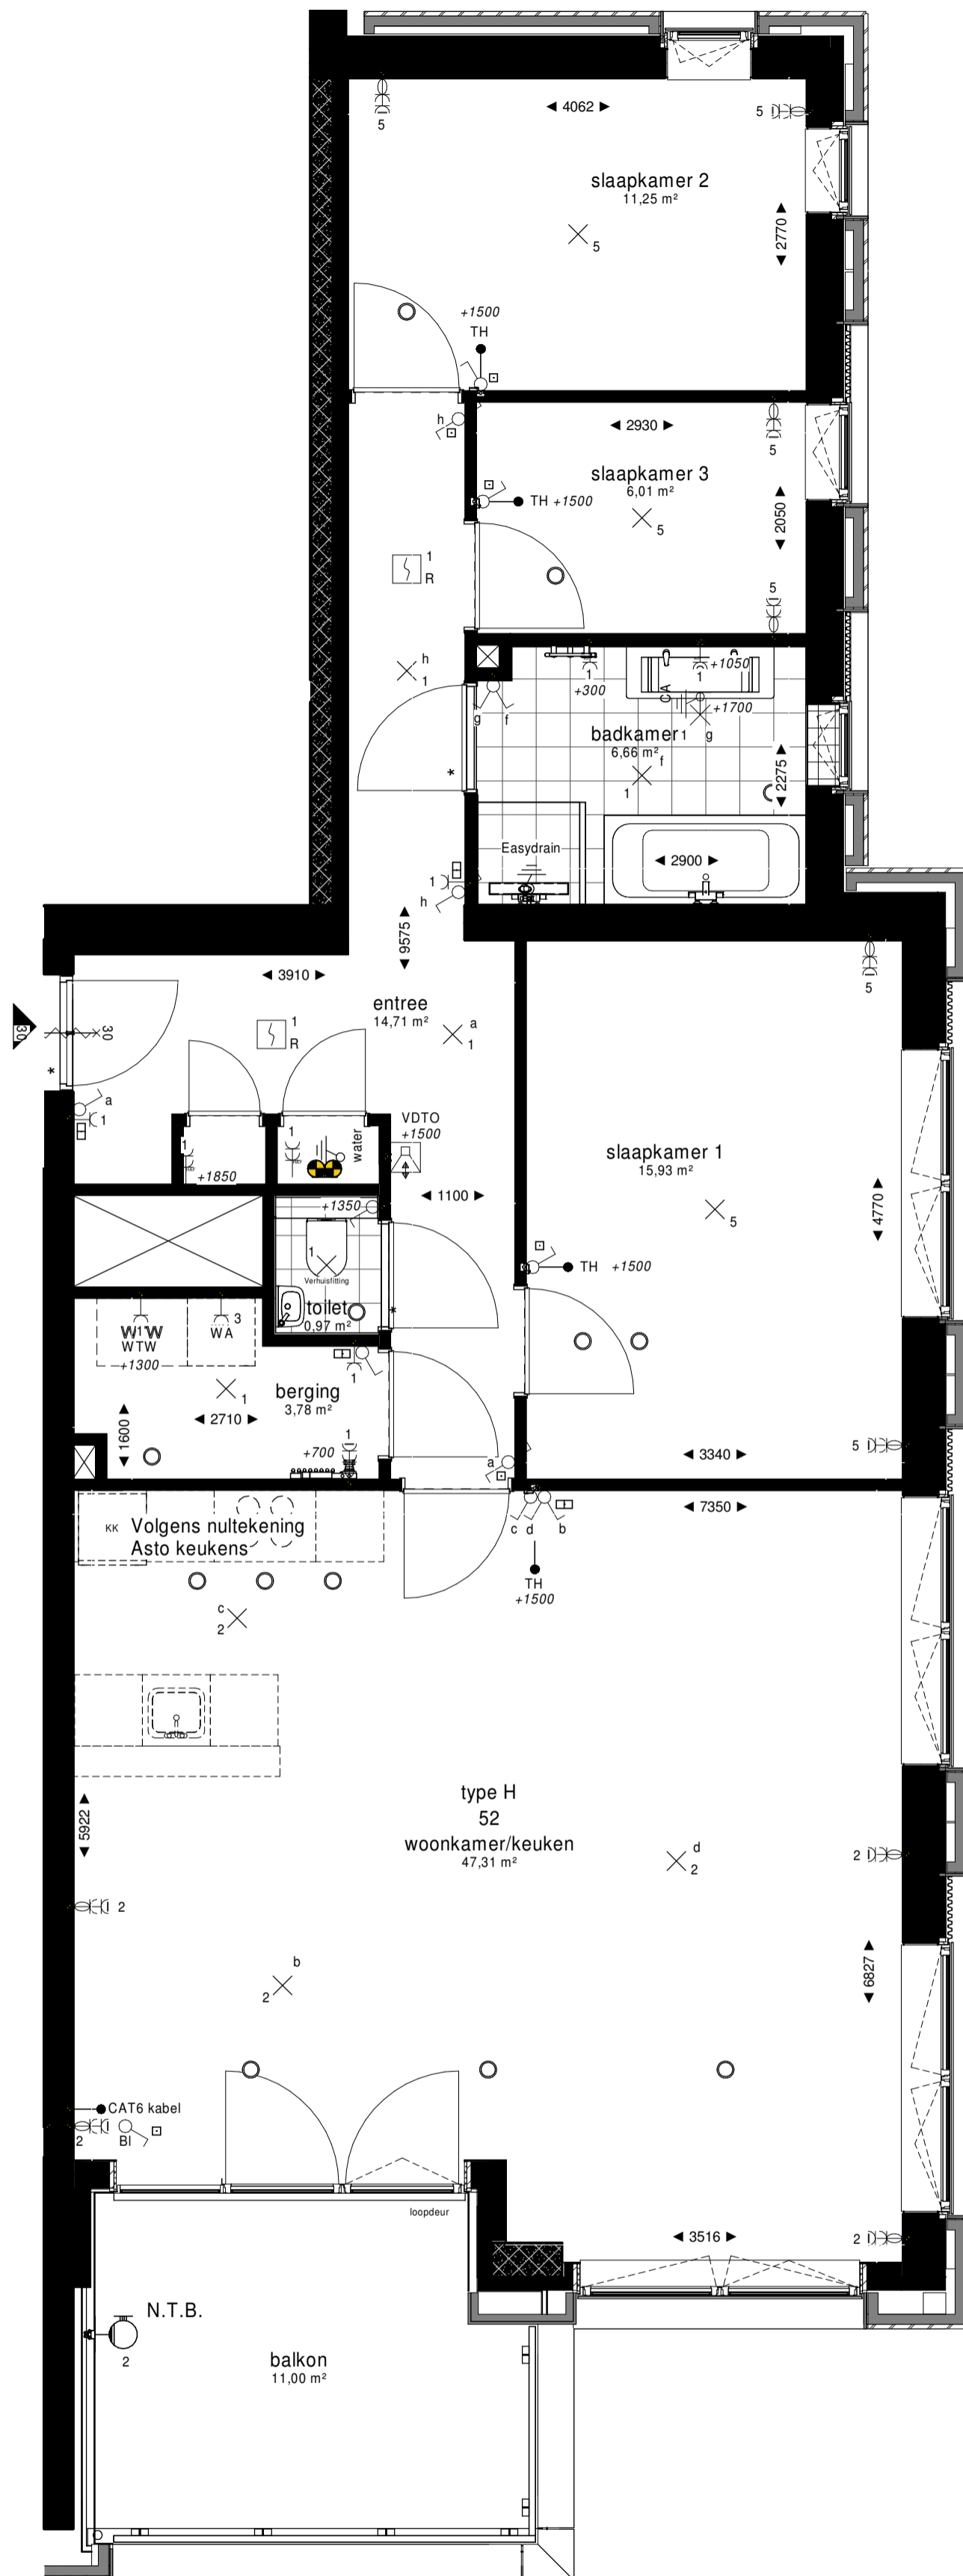 4062
5
5
slaapkamer 2
11,25 m²
2770
5
+1500
TH
h
2930
5
slaapkamer 3
6,01 m²
TH +1500
5
2050
1
R
5
h
1
1
+300
1
+1050
CA
+1700
g f
badkamer
1
g
6,66 m²
f
1
2275
Easydrain
2900
1
h
9575
3910
5
entree
14,71 m²
a
1
30
30
*
1
R
a
1
VDTO
+1500
1
+1850
1
water
slaapkamer 1
15,93 m²
1100
+1350
4770
5
1
Verhuisfitting
TH +1500
toilet
0,97 m²
*
WTW
+1300
3
WA
1
1
berging
3,78 m²
2710
1600
+700
1
a
5
3340
7350
KK
Volgens nultekening
Asto keukens
c d b
TH
+1500
c
2
type H
52
woonkamer/keuken
47,31 m²
5922
d
2
2
2
6827
b
2
CAT6 kabel
2
BI
loopdeur
2
3516
N.T.B.
2
balkon
11,00 m²